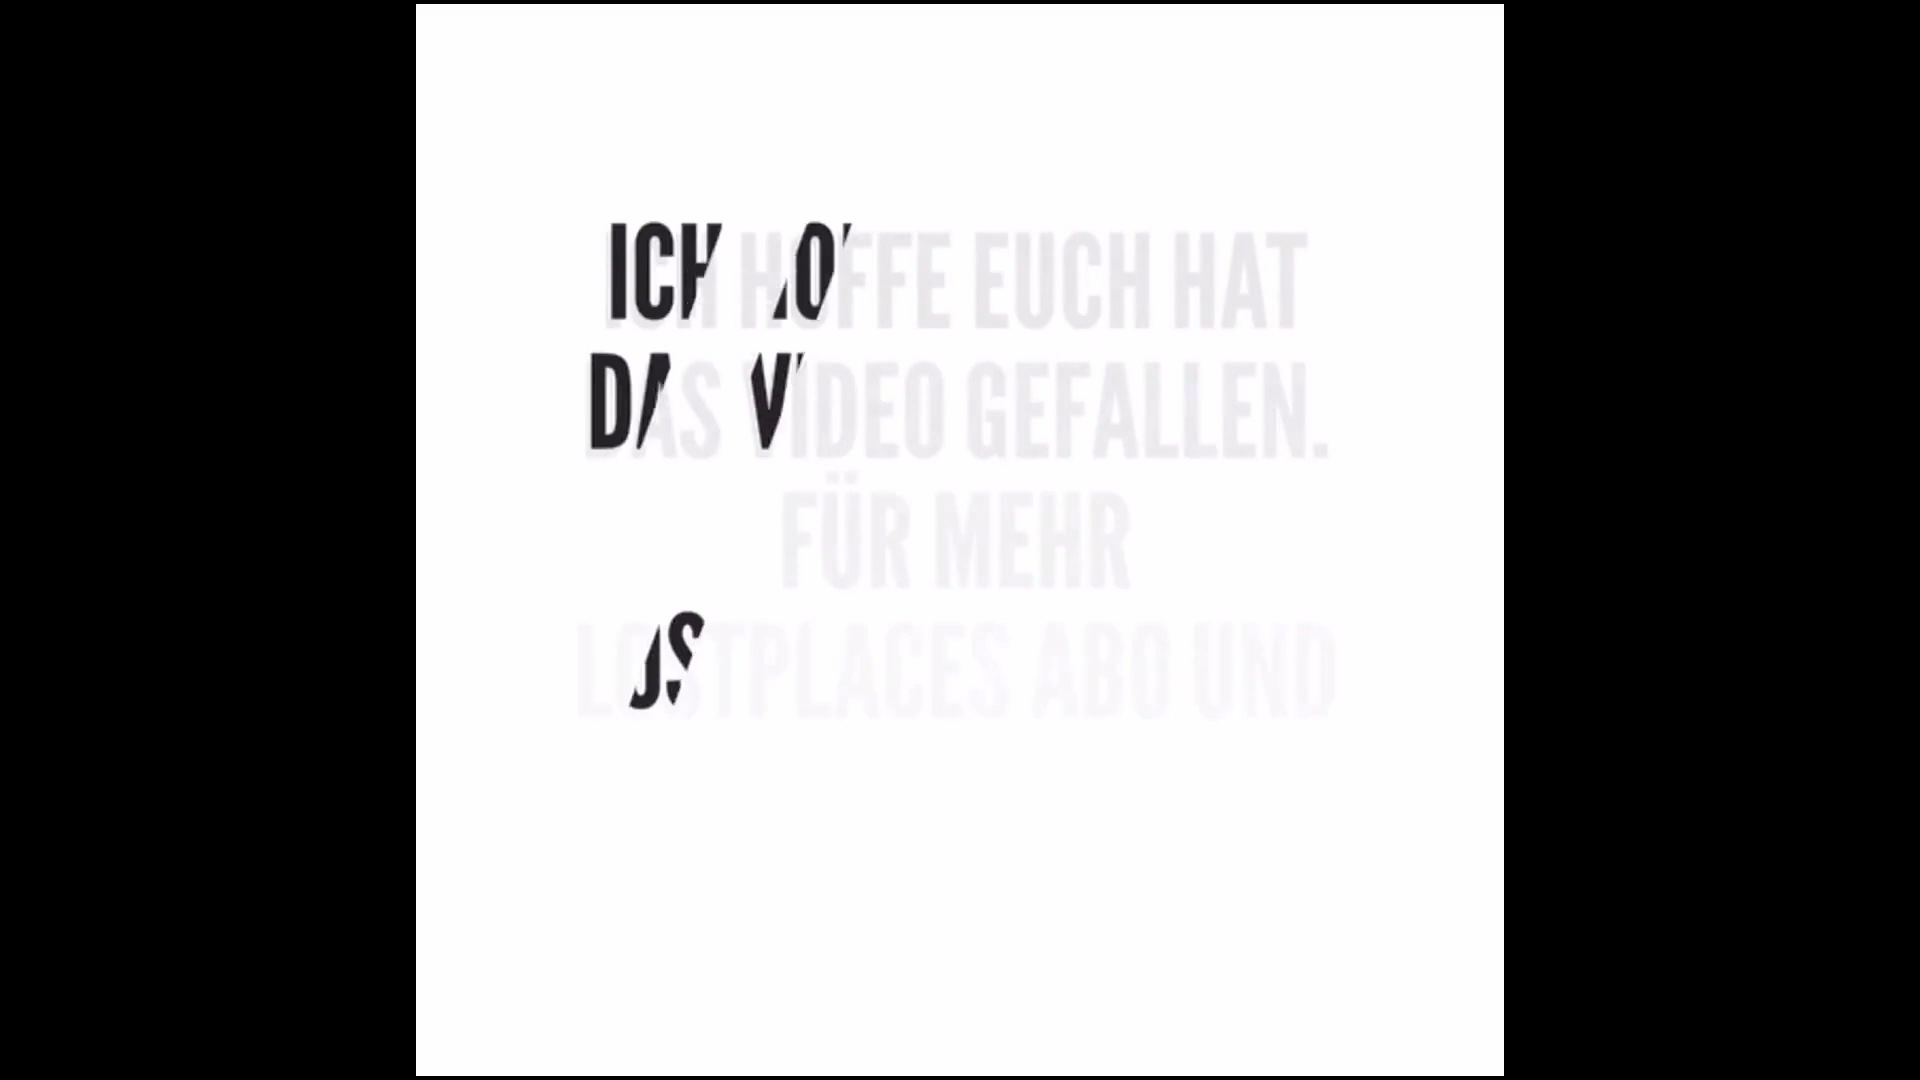 ICH HOFFE EUCH HAT
DAS VIDEO GEFALLEN.
FÜR MEHR
LOSTPLACES ABO UND